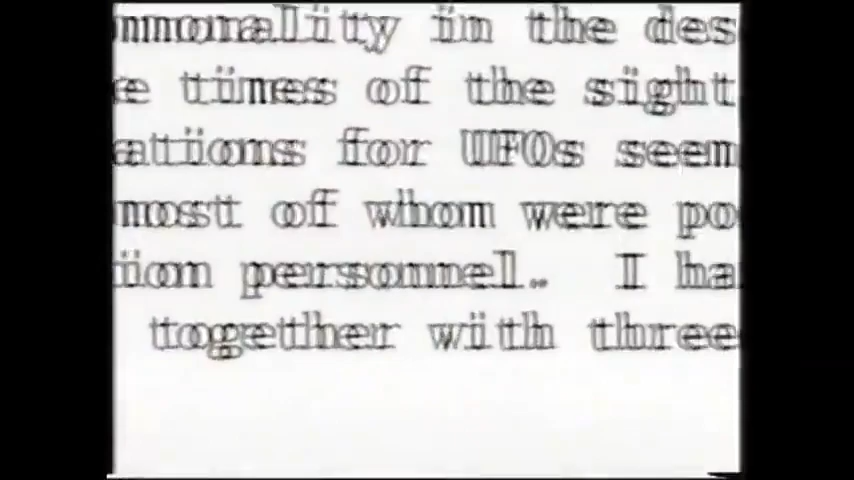 mmonality in the des
e times of the sight
ations for UFOs seem
most of whom were po
ion personnel. I ha
together with three